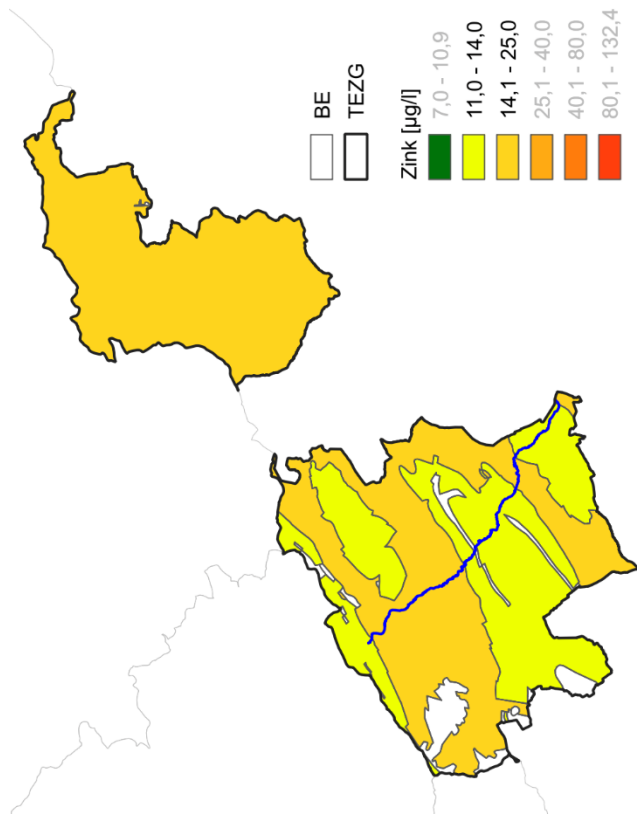 BE
TEZG
Zink [µg/l]
7,0 - 10,9
11,0 - 14,0
14,1 - 25,0
25,1 - 40,0
40,1 - 80,0
80,1 - 132,4